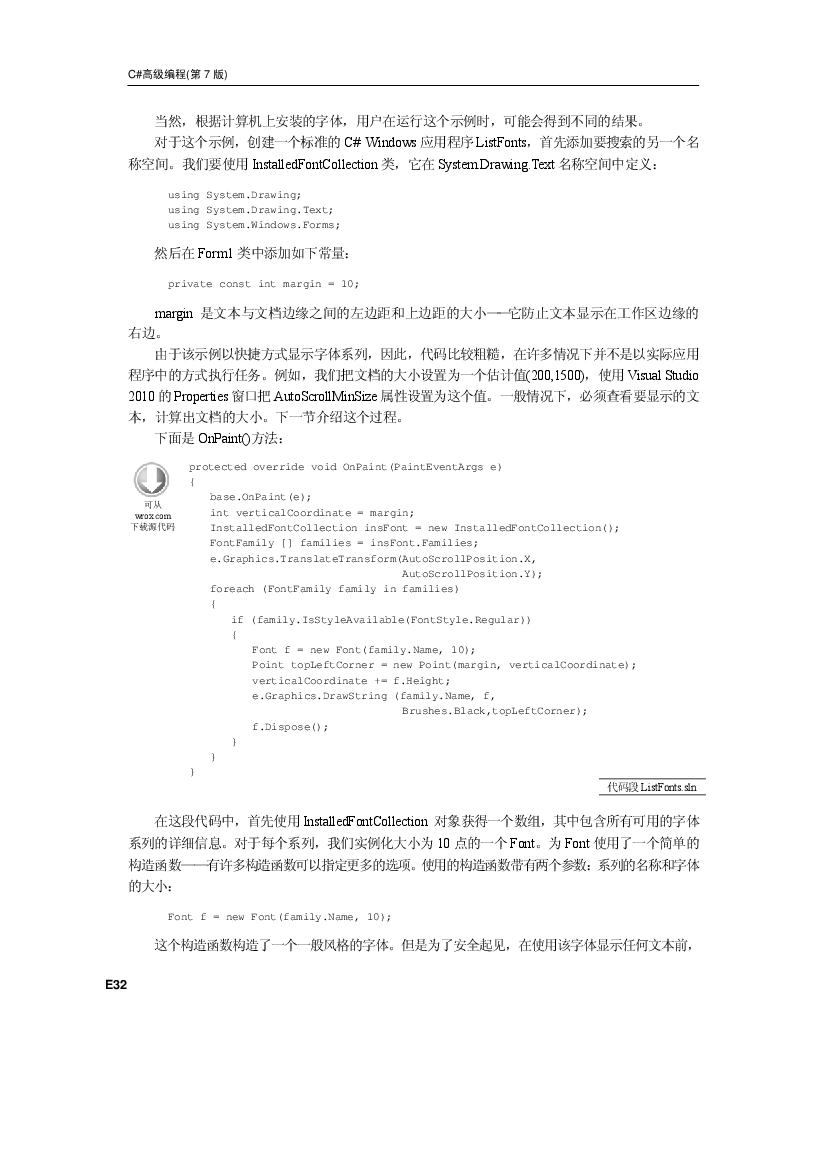 C#高级编程(第 7 版)
当然，根据计算机上安装的字体，用户在运行这个示例时，可能会得到不同的结果。
对于这个示例，创建一个标准的 C# Windows 应用程序 ListFonts，首先添加要搜索的另一个名
称空间。我们要使用 InstalledFontCollection 类，它在 System.Drawing.Text 名称空间中定义：
using System.Drawing;
using System.Drawing.Text;
using System.Windows.Forms;
然后在 Form1 类中添加如下常量：
private const int margin = 10;
margin 是文本与文档边缘之间的左边距和上边距的大小——它防止文本显示在工作区边缘的
右边。
由于该示例以快捷方式显示字体系列，因此，代码比较粗糙，在许多情况下并不是以实际应用
程序中的方式执行任务。例如，我们把文档的大小设置为一个估计值(200,1500)，使用 Visual Studio
2010 的 Properties 窗口把 AutoScrollMinSize 属性设置为这个值。一般情况下，必须查看要显示的文
本，计算出文档的大小。下一节介绍这个过程。
下面是 OnPaint()方法：
可从
wrox.com
下载源代码
protected override void OnPaint(PaintEventArgs e)
{
base.OnPaint(e);
int verticalCoordinate = margin;
InstalledFontCollection insFont = new InstalledFontCollection();
FontFamily [] families = insFont.Families;
e.Graphics.TranslateTransform(AutoScrollPosition.X,
AutoScrollPosition.Y);
foreach (FontFamily family in families)
{
if (family.IsStyleAvailable(FontStyle.Regular))
{
Font f = new Font(family.Name, 10);
Point topLeftCorner = new Point(margin, verticalCoordinate);
verticalCoordinate += f.Height;
e.Graphics.DrawString (family.Name, f,
Brushes.Black,topLeftCorner);
f.Dispose();
}
}
}
代码段 ListFonts.sln
在这段代码中，首先使用 InstalledFontCollection 对象获得一个数组，其中包含所有可用的字体
系列的详细信息。对于每个系列，我们实例化大小为 10 点的一个 Font。为 Font 使用了一个简单的
构造函数——有许多构造函数可以指定更多的选项。使用的构造函数带有两个参数：系列的名称和字体
的大小：
Font f = new Font(family.Name, 10);
这个构造函数构造了一个一般风格的字体。但是为了安全起见，在使用该字体显示任何文本前，
E32